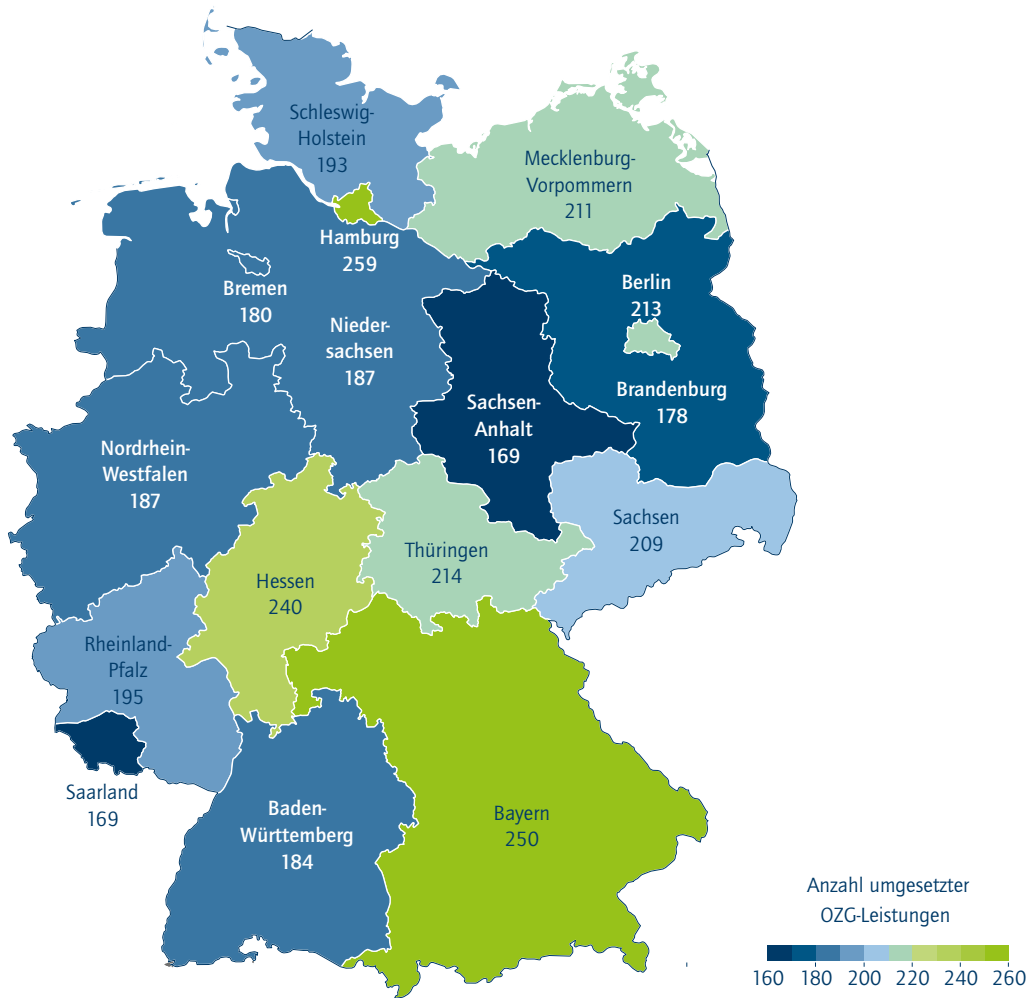 Schleswig-
Holstein
193
Mecklenburg-
Vorpommern
211
Hamburg
259
Bremen
180
Berlin
213
Nieder-
sachsen
187
Brandenburg
178
Sachsen-
Anhalt
169
Nordrhein-
Westfalen
187
Sachsen
209
Thüringen
214
Hessen
240
Rheinland-
Pfalz
195
Saarland
169
Baden-
Württemberg
184
Bayern
250
Anzahl umgesetzter
OZG-Leistungen
160 180 200 220 240 260